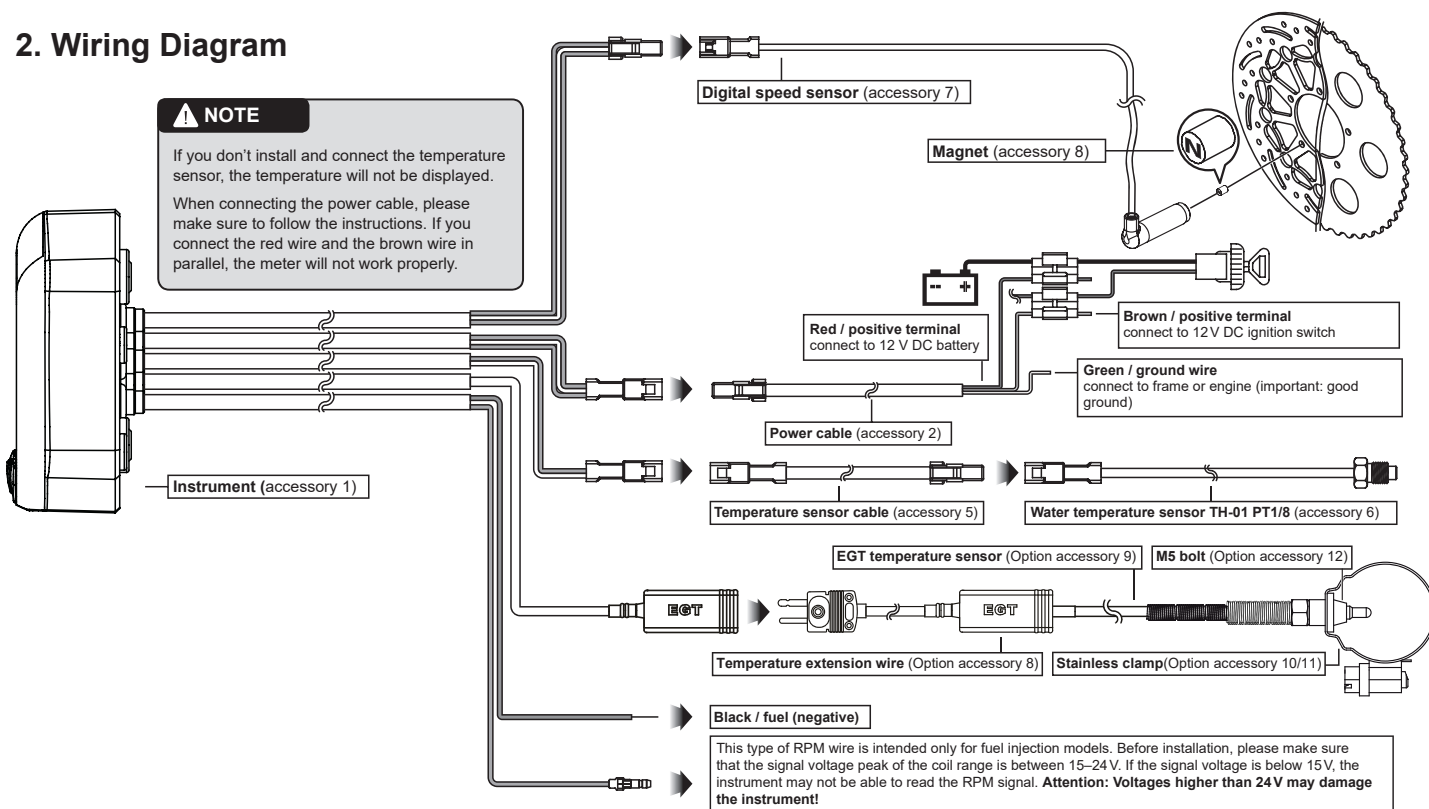 2. Wiring Diagram
NOTE
If you don't install and connect the temperature
sensor, the temperature will not be displayed.
When connecting the power cable, please
make sure to follow the instructions. If you
connect the red wire and the brown wire in
parallel, the meter will not work properly.
Digital speed sensor (accessory 7)
Magnet (accessory 8)
N
-- +
Red / positive terminal
connect to 12 V DC battery
Brown / positive terminal
connect to 12 V DC ignition switch
Green / ground wire
connect to frame or engine (important: good
ground)
Power cable (accessory 2)
Instrument (accessory 1)
Temperature sensor cable (accessory 5)
Water temperature sensor TH-01 PT1/8 (accessory 6)
EGT temperature sensor (Option accessory 9)
M5 bolt (Option accessory 12)
EGT
EGT
Temperature extension wire (Option accessory 8)
Stainless clamp(Option accessory 10/11)
Black / fuel (negative)
This type of RPM wire is intended only for fuel injection models. Before installation, please make sure
that the signal voltage peak of the coil range is between 15–24 V. If the signal voltage is below 15 V, the
instrument may not be able to read the RPM signal. Attention: Voltages higher than 24 V may damage
the instrument!